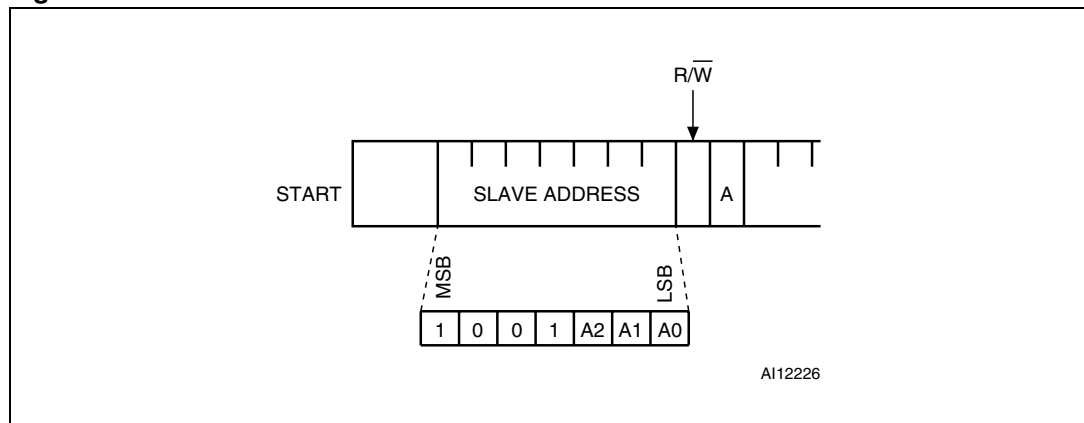 R/W̅
START
SLAVE ADDRESS
A
MSB
LSB
1 0 0 1 A2 A1 A0
AI12226